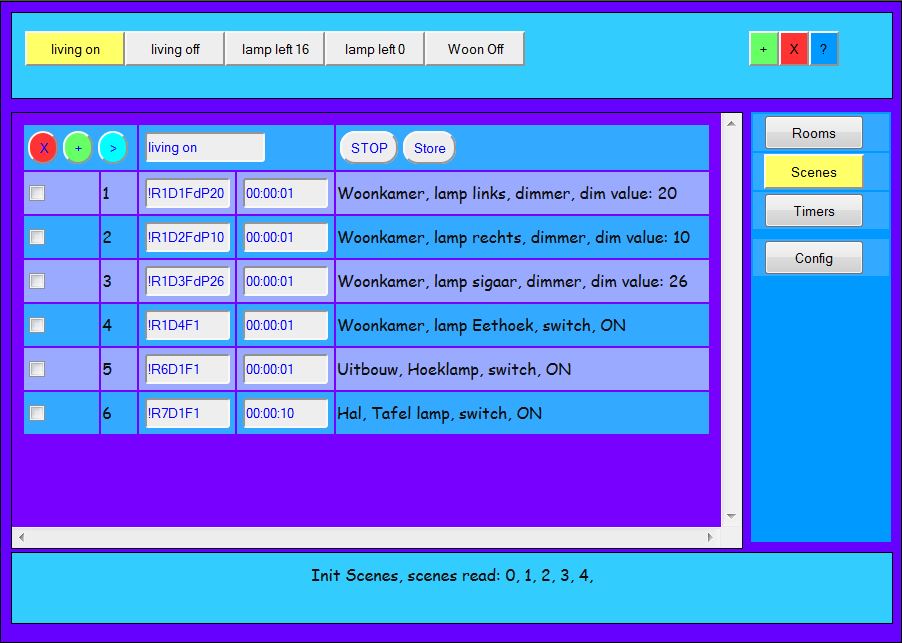 living on living off lamp left 16 lamp left 0 Woon Off + X ?
X + > living on STOP Store
1 !R1D1FdP20 00:00:01 Woonkamer, lamp links, dimmer, dim value: 20
2 !R1D2FdP10 00:00:01 Woonkamer, lamp rechts, dimmer, dim value: 10
3 !R1D3FdP26 00:00:01 Woonkamer, lamp sigaar, dimmer, dim value: 26
4 !R1D4F1 00:00:01 Woonkamer, lamp Eethoek, switch, ON
5 !R6D1F1 00:00:01 Uitbouw, Hoeklamp, switch, ON
6 !R7D1F1 00:00:10 Hal, Tafel lamp, switch, ON
Rooms
Scenes
Timers
Config
Init Scenes, scenes read: 0, 1, 2, 3, 4,